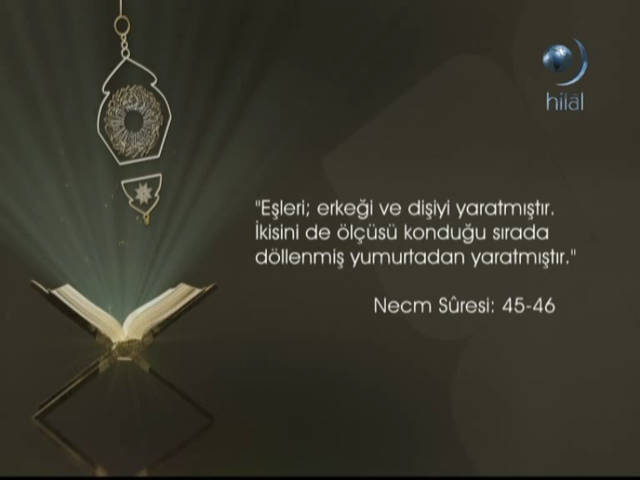 hilâl
"Eşleri; erkeği ve dişiyi yaratmıştır.
İkisini de ölçüsü konduğu sırada
döllenmiş yumurtadan yaratmıştır."
Necm Sûresi: 45-46